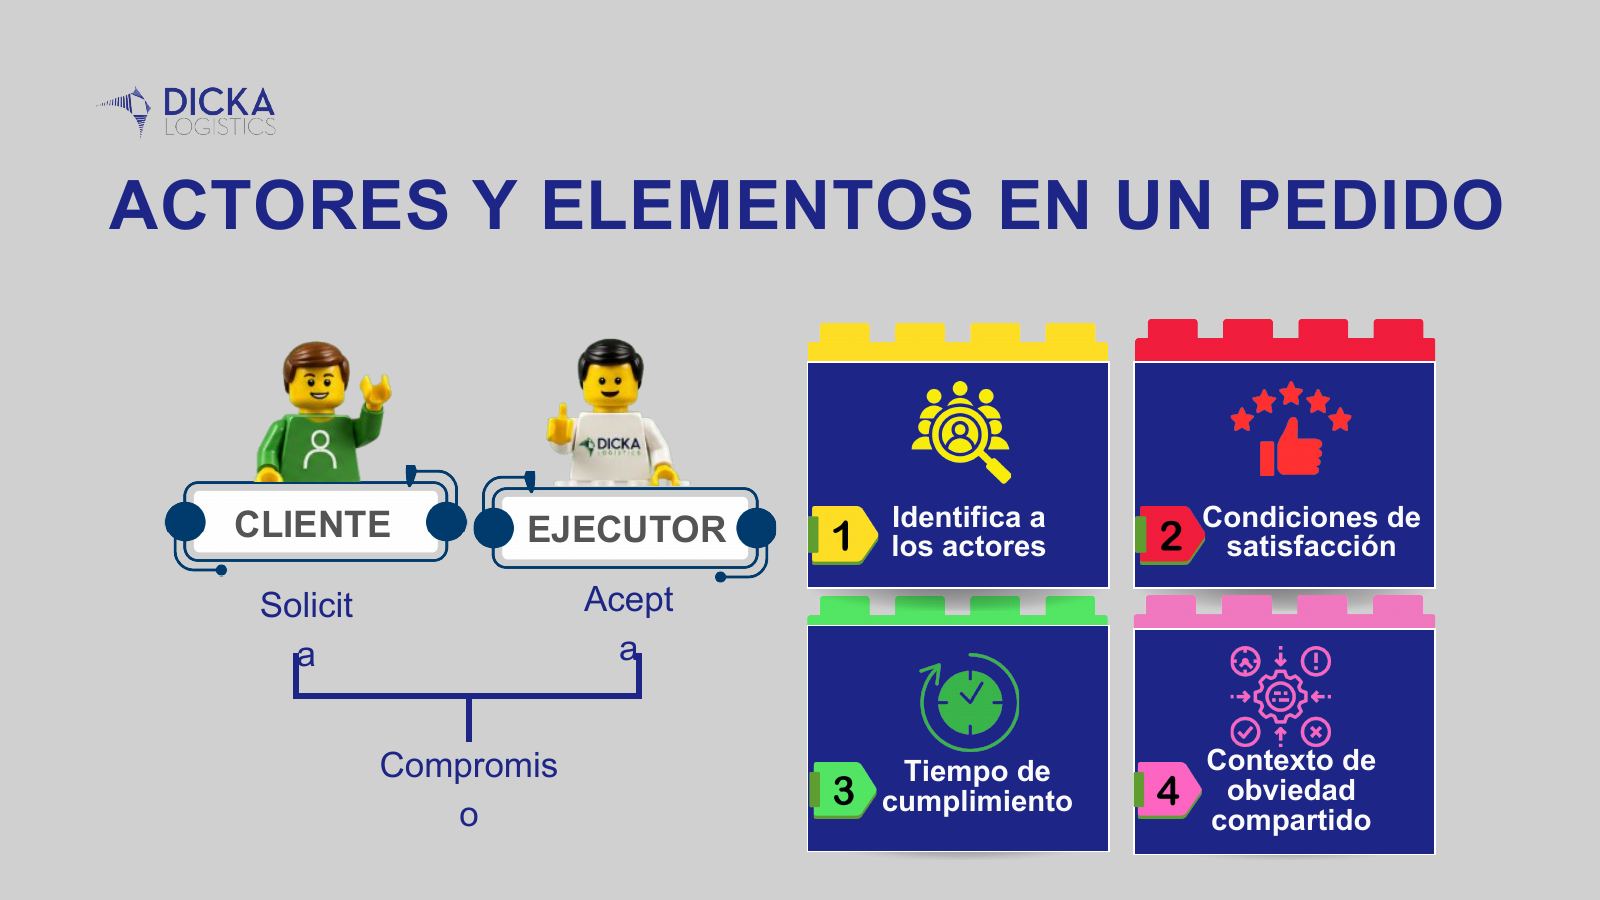 DICKA
LOGISTICS
ACTORES Y ELEMENTOS EN UN PEDIDO
DICKA
LOGISTICS
CLIENTE
EJECUTOR
Solicit
a
Acept
a
Compromis
o
1
Identifica a
los actores
2
Condiciones de
satisfacción
3
Tiempo de
cumplimiento
4
Contexto de
obviedad
compartido